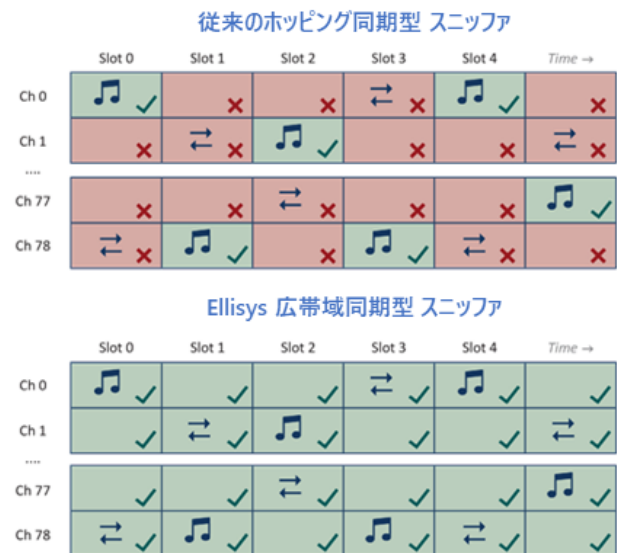 従来のホッピング同期型 スニッファ
Slot 0 Slot 1 Slot 2 Slot 3 Slot 4 Time →
Ch 0
Ch 1
....
Ch 77
Ch 78
Ellisys 広帯域同期型 スニッファ
Slot 0 Slot 1 Slot 2 Slot 3 Slot 4 Time →
Ch 0
Ch 1
....
Ch 77
Ch 78